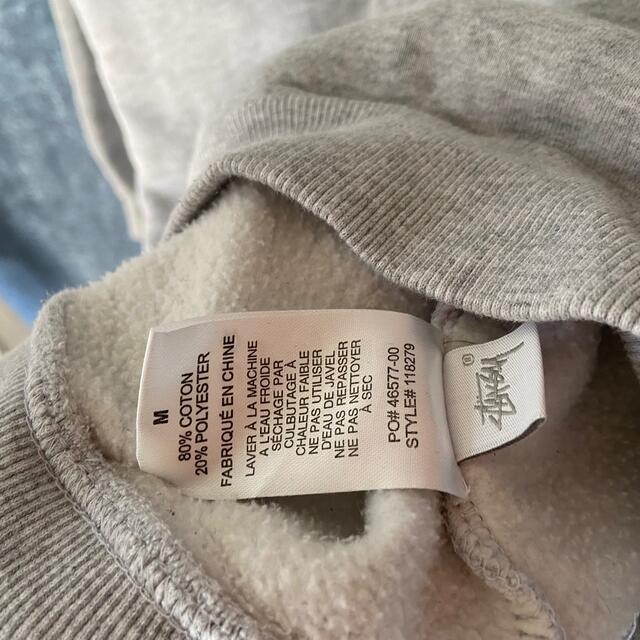 M
80% COTON
20% POLYESTER
FABRIQUÉ EN CHINE
LAVER À LA MACHINE
A L'EAU FROIDE
SÉCHAGE PAR
CULBUTAGE À
CHALEUR FAIBLE
NE PAS UTILISER
D'EAU DE JAVEL
NE PAS REPASSER
NE PAS NETTOYER
À SEC
PO# 46577-00
STYLE# 118279
STÜSSY
®